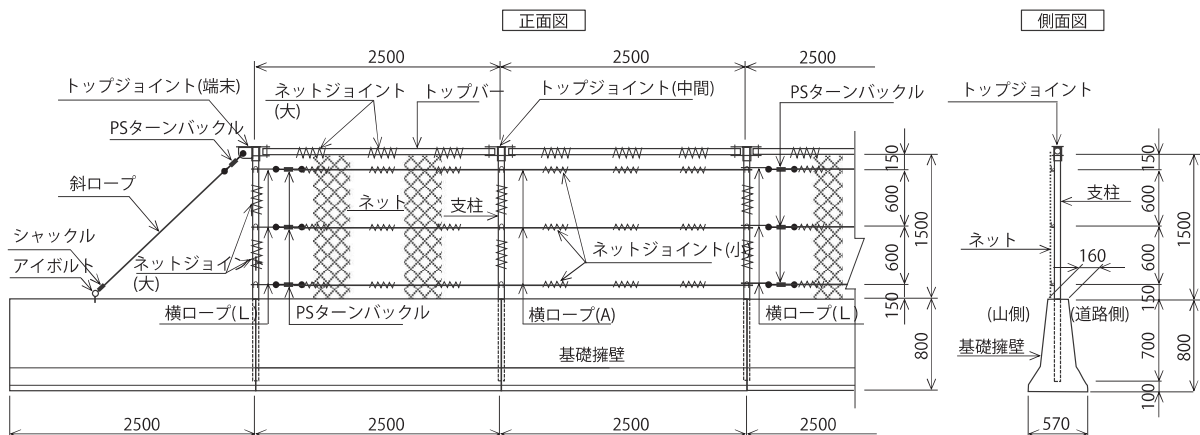 正面図
側面図
2500
2500
2500
トップジョイント(端末)
ネットジョイント
(大)
トップバー
トップジョイント(中間)
PSターンバックル
トップジョイント
PSターンバックル
斜ロープ
ネット
支柱
シャックル
アイボルト
ネットジョイン
(大)
ネットジョイント(小
横ロープ(L
PSターンバックル
横ロープ(A)
横ロープ(L)
基礎擁壁
150
600
600
150
1500
800
2500
2500
2500
2500
支柱
ネット
160
(山側)
(道路側)
基礎擁壁
150
600
600
150
700
100
1500
800
570